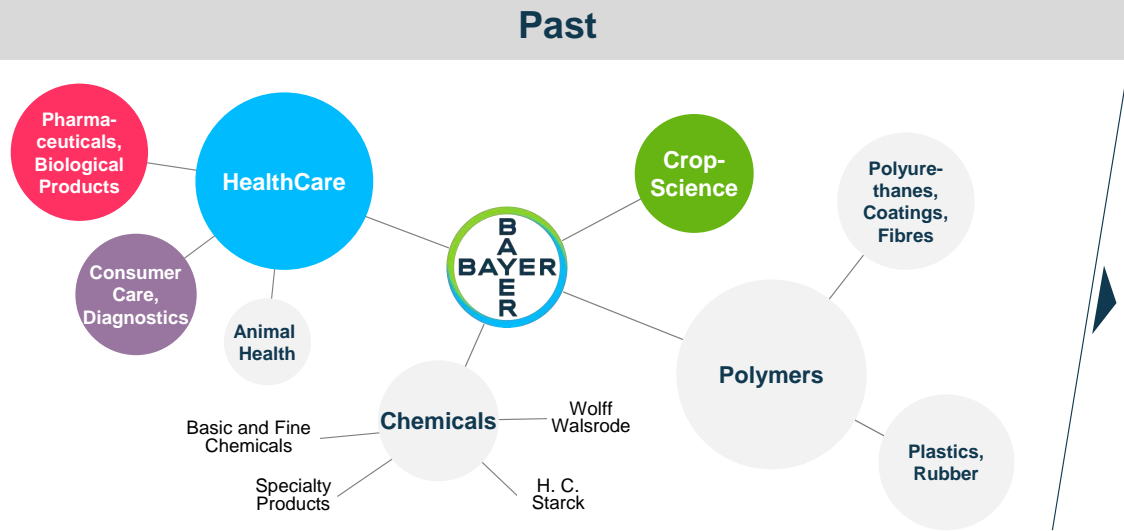 Past
Pharma-
ceuticals,
Biological
Products
HealthCare
Consumer
Care,
Diagnostics
Animal
Health
BAYER
BAYER
Crop-
Science
Polyure-
thanes,
Coatings,
Fibres
Polymers
Plastics,
Rubber
Chemicals
Basic and Fine
Chemicals
Specialty
Products
Wolff
Walsrode
H. C.
Starck